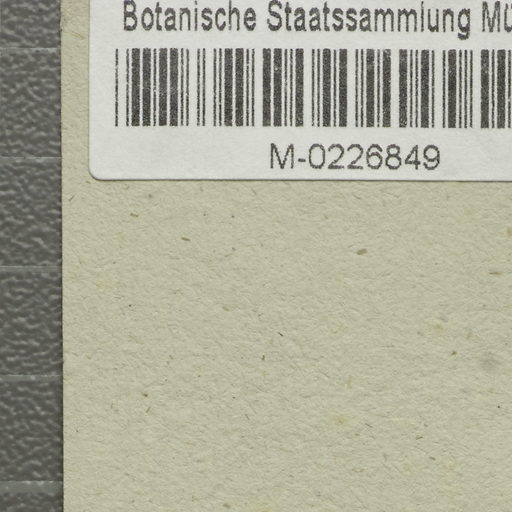 Botanische Staatssammlung Mü
M-0226849